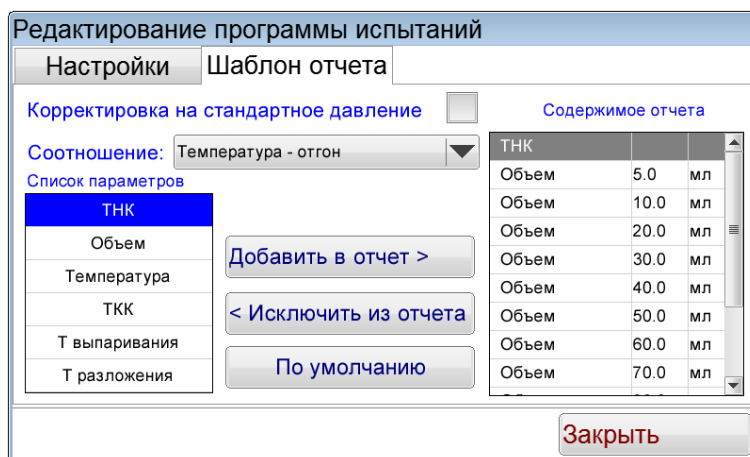 Редактирование программы испытаний
Настройки Шаблон отчета
Корректировка на стандартное давление
Соотношение: Температура - отгон
Список параметров
ТНК
Объем
Температура
ТКК
Т выпаривания
Т разложения
Добавить в отчет >
< Исключить из отчета
По умолчанию
Содержимое отчета
ТНК
Объем 5.0 мл
Объем 10.0 мл
Объем 20.0 мл
Объем 30.0 мл
Объем 40.0 мл
Объем 50.0 мл
Объем 60.0 мл
Объем 70.0 мл
Закрыть